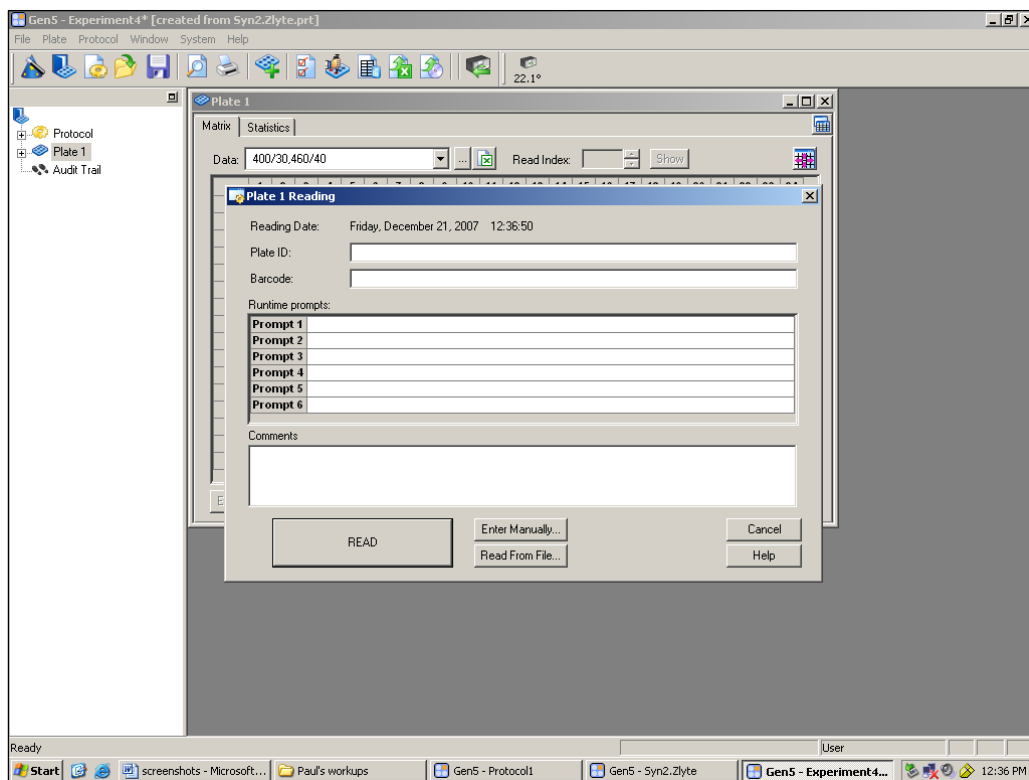 Gen5 - Experiment4* [created from Syn2.Zlyte.prt]
File Plate Protocol Window System Help
22.1°
Protocol
Plate 1
Audit Trail
Plate 1
Matrix Statistics
Data: 400/30,460/40 ... Read Index: Show
Plate 1 Reading
Reading Date: Friday, December 21, 2007 12:36:50
Plate ID:
Barcode:
Runtime prompts:
Prompt 1
Prompt 2
Prompt 3
Prompt 4
Prompt 5
Prompt 6
Comments
READ
Enter Manually...
Cancel
Read From File...
Help
Ready User
Start screenshots - Microsoft... Paul's workups Gen5 - Protocol1 Gen5 - Syn2.Zlyte Gen5 - Experiment4... 12:36 PM